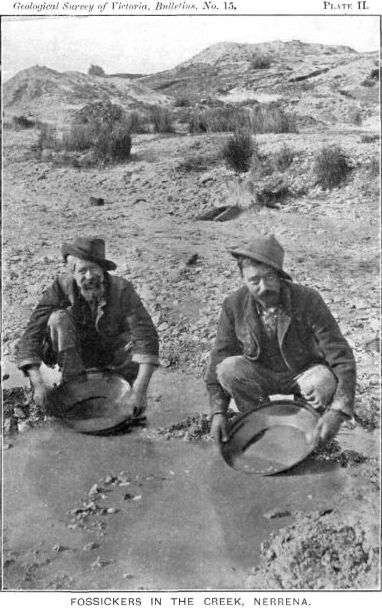 Geological Survey of Victoria, Bulletins, No. 15. PLATE II.
FOSSICKERS IN THE CREEK, NERRENA.